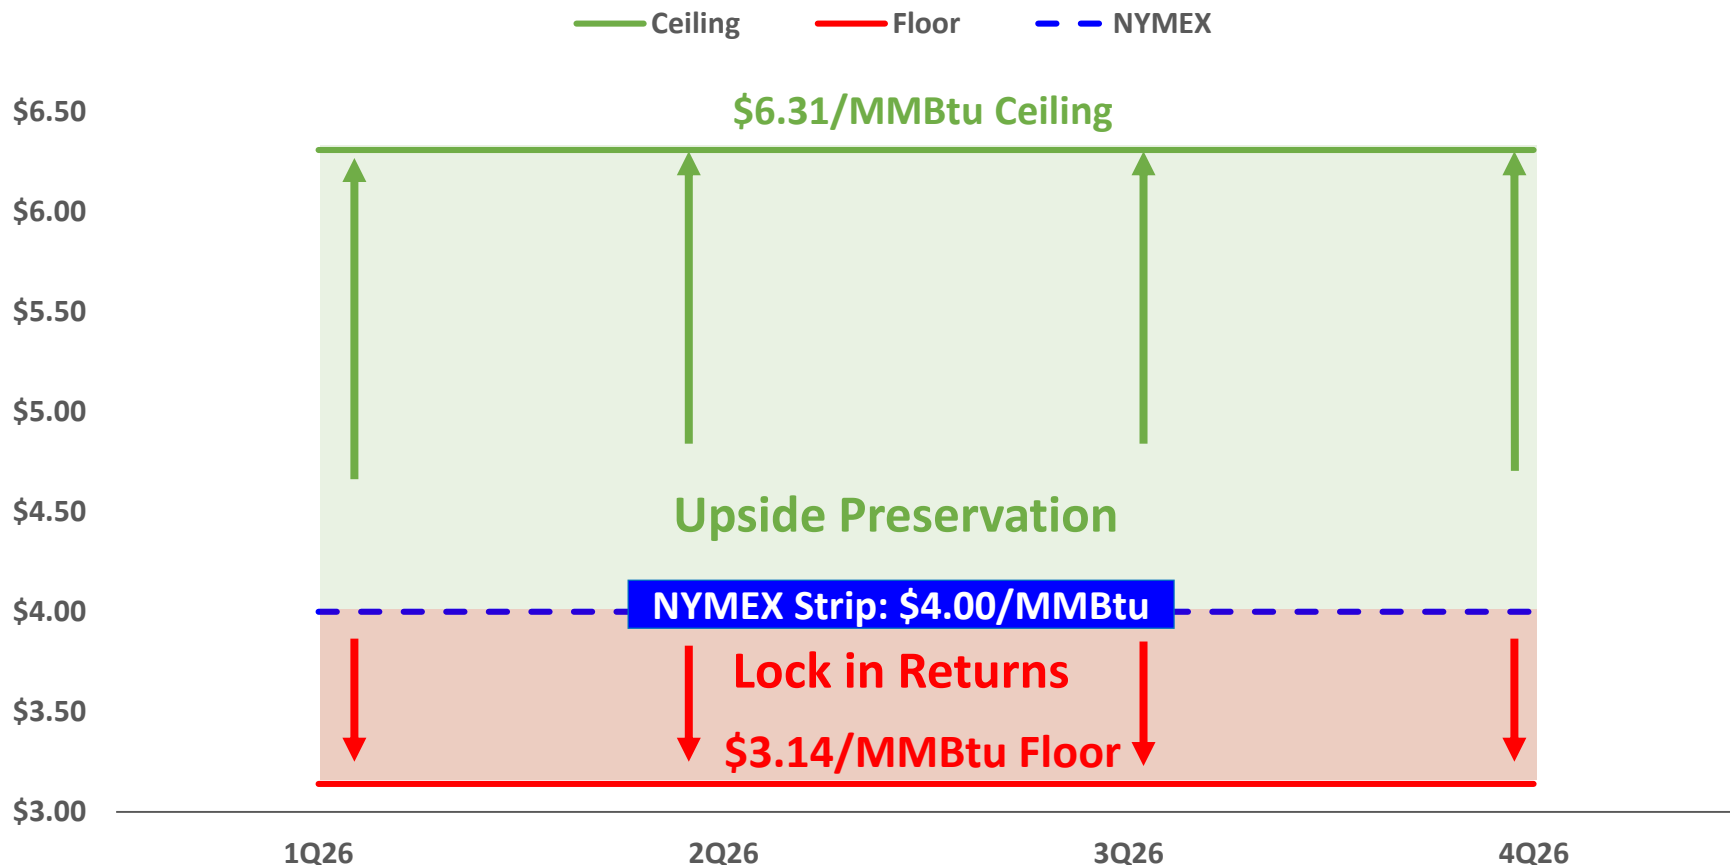 Ceiling Floor NYMEX
$6.50
$6.31/MMBtu Ceiling
$6.00
$5.50
$5.00
$4.50
Upside Preservation
$4.00
NYMEX Strip: $4.00/MMBtu
Lock in Returns
$3.50
$3.14/MMBtu Floor
$3.00
1Q26 2Q26 3Q26 4Q26